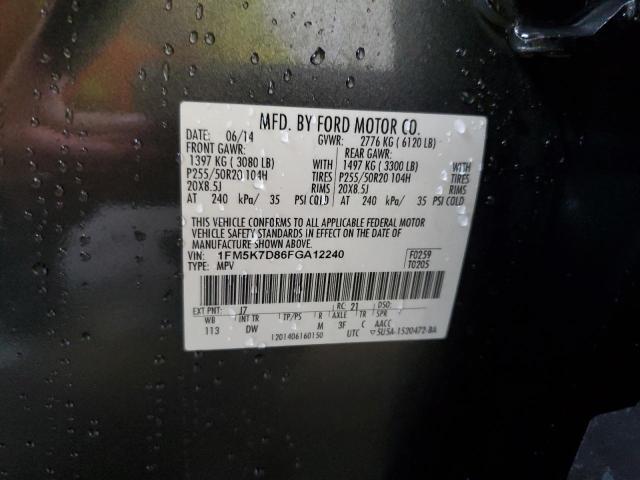 MFD. BY FORD MOTOR CO.
DATE: 06/14 GVWR: 2776 KG ( 6120 LB)
FRONT GAWR: REAR GAWR:
1397 KG ( 3080 LB) WITH 1497 KG ( 3300 LB) WITH
P255/50R20 104H TIRES P255/50R20 104H TIRES
20X8.5J RIMS 20X8.5J RIMS
AT 240 kPa/ 35 PSI COLD AT 240 kPa/ 35 PSI COLD
THIS VEHICLE CONFORMS TO ALL APPLICABLE FEDERAL MOTOR
VEHICLE SAFETY STANDARDS IN EFFECT ON THE DATE OF
MANUFACTURE SHOWN ABOVE.
VIN: 1FM5K7D86FGA12240 F0259
TYPE: MPV T0205
EXT PNT: J7 RC: 21 DSO:
WB INT TR TP/PS R AXLE TR SPR
113 DW M 3F C AACC
1201406160150 UTC 5U5A-1520472-BA